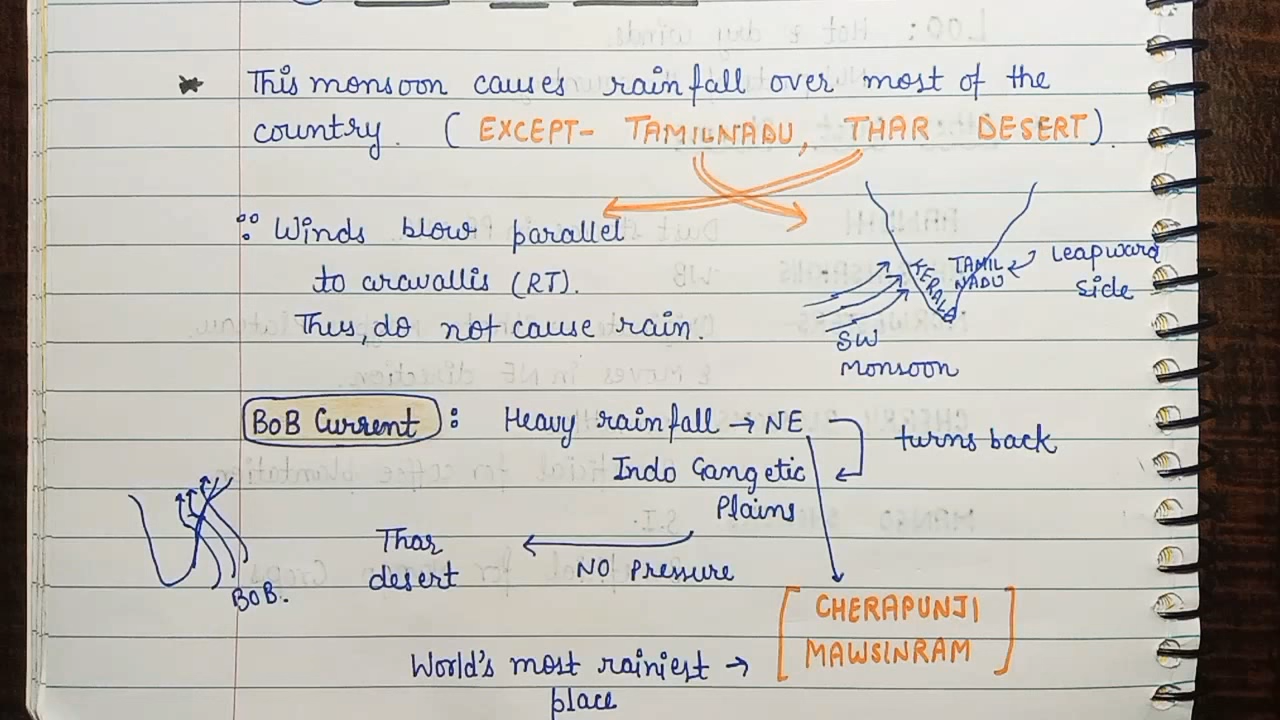 * This monsoon causes rainfall over most of the
country. (EXCEPT- TAMILNADU, THAR DESERT).
∵ Winds blow parallel
to aravallis (RT).
Thus, do not cause rain.
KERALA
TAMIL
NADU
Leapward
side
SW
Monsoon
BoB Current : Heavy rainfall → NE
turns back
Indo Gangetic
Plains
Thar
desert
NO Pressure
BOB.
[CHERAPUNJI
MAWSINRAM]
World's most rainiest →
place